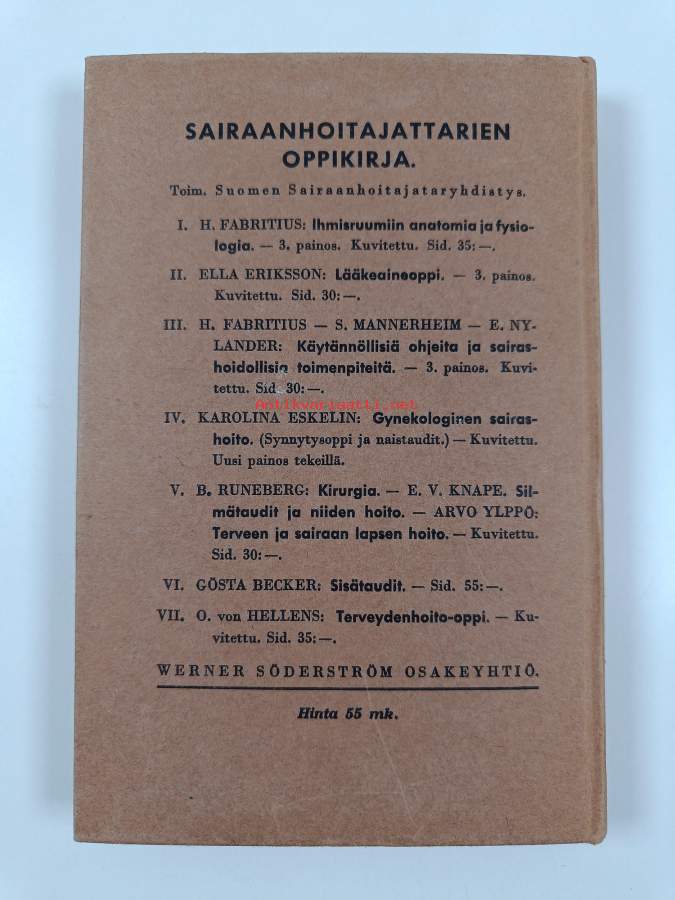 SAIRAANHOITAJATTARIEN
OPPIKIRJA.
Toim. Suomen Sairaanhoitajataryhdistys.
I. H. FABRITIUS: Ihmisruumiin anatomia ja fysio-
logia. — 3. painos. Kuvitettu. Sid. 35:—.
II. ELLA ERIKSSON: Lääkeaineoppi. — 3. painos.
Kuvitettu. Sid. 30:—.
III. H. FABRITIUS — S. MANNERHEIM — E. NY-
LANDER: Käytännöllisiä ohjeita ja sairas-
hoidollisia toimenpiteitä. — 3. painos. Kuvi-
tettu. Sid. 30:—.
Antikvariaatti.net
IV. KAROLINA ESKELIN: Gynekologinen sairas-
hoito. (Synnytysoppi ja naistaudit.) — Kuvitettu.
Uusi painos tekeillä.
V. B. RUNEBERG: Kirurgia. — E. V. KNAPE. Sil-
mätaudit ja niiden hoito. — ARVO YLPPÖ:
Terveen ja sairaan lapsen hoito. — Kuvitettu.
Sid. 30:—.
VI. GÖSTA BECKER: Sisätaudit. — Sid. 55:—.
VII. O. von HELLENS: Terveydenhoito-oppi. — Ku-
vitettu. Sid. 35:—.
WERNER SÖDERSTRÖM OSAKEYHTIÖ.
Hinta 55 mk.